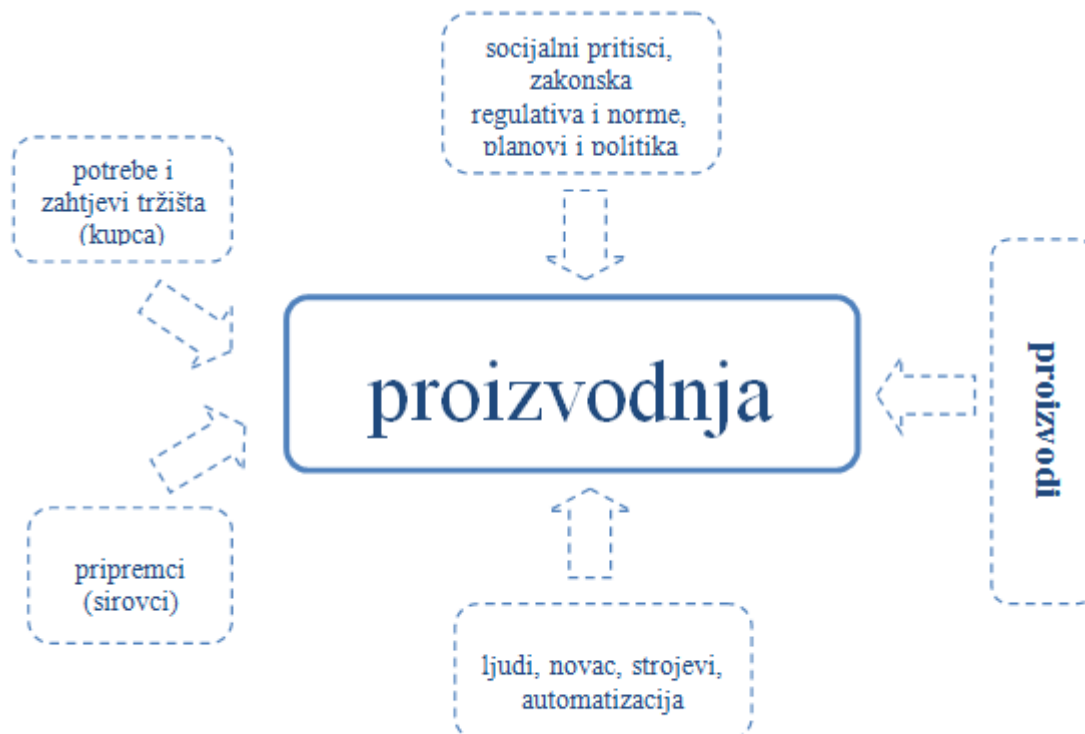 socijalni pritisci,
zakonska
regulativa i norme,
planovi i politika
potrebe i
zahtjevi tržišta
(kupca)
proizvodnja
proizvodi
pripremci
(sirovci)
ljudi, novac, strojevi,
automatizacija